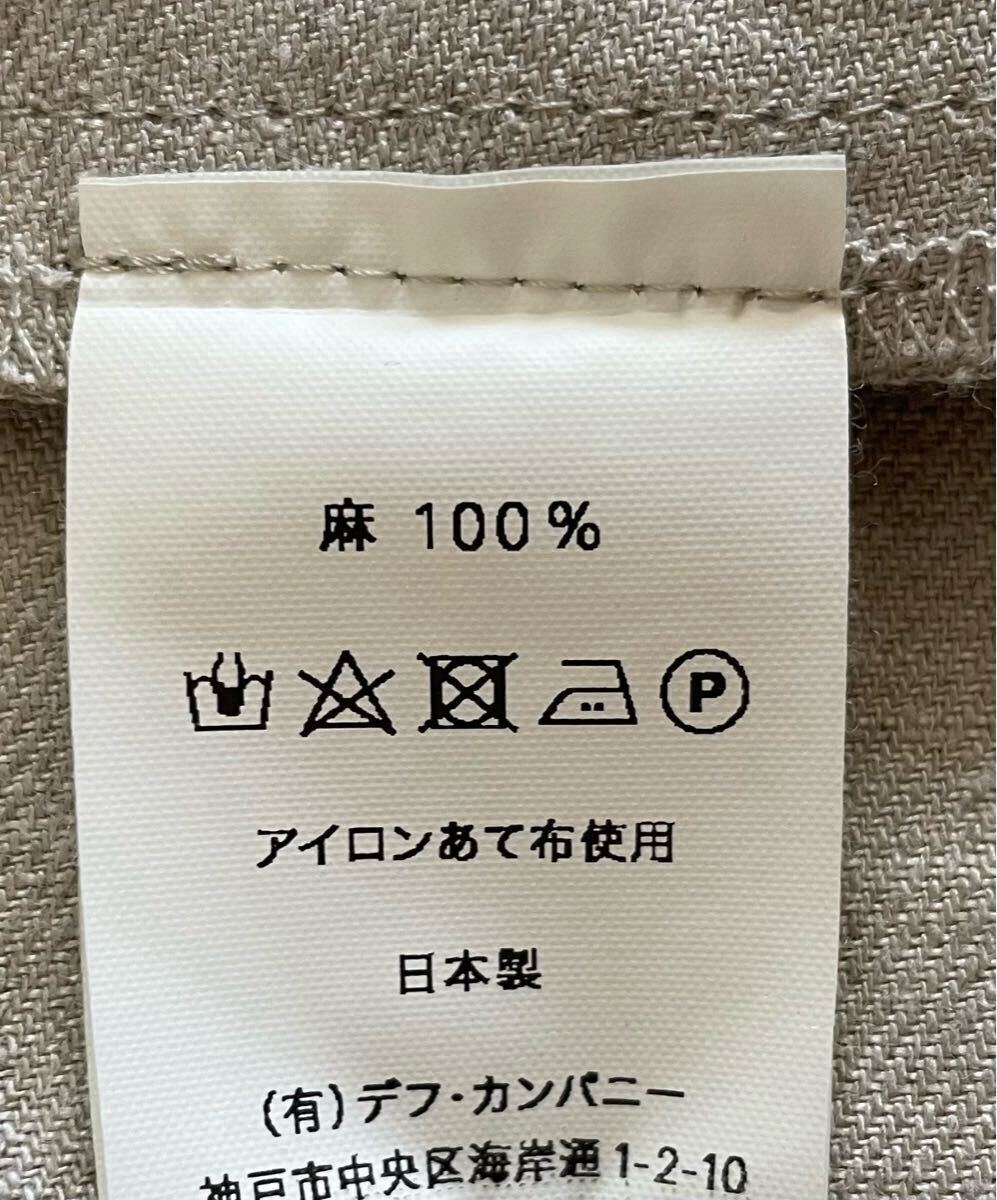 麻 100%
P
アイロンあて布使用
日本製
(有)デフ・カンパニー
神戸市中央区海岸通1-2-10